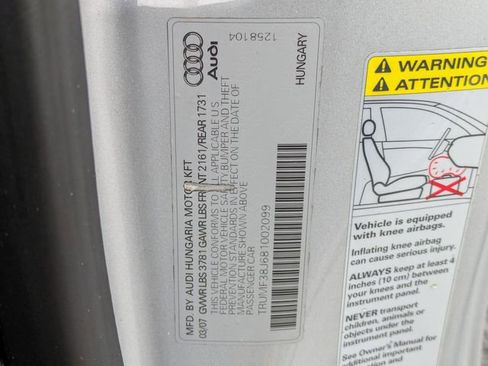 MFD. BY AUDI HUNGARIA MOTOR KFT
03/07 GWWR LBS 3781 GAWR LBS FRONT 2161/REAR 1731
THIS VEHICLE CONFORMS TO ALL APPLICABLE U.S.
FEDERAL MOTOR VEHICLE SAFETY BUMPER AND THEFT
PREVENTION STANDARDS IN EFFECT ON THE DATE OF
MANUFACTURE SHOWN ABOVE
PASSENGER CAR
TRUMF38J681002099
Audi
1258104
HUNGARY
WARNING
ATTENTION
Vehicle is equipped
with knee airbags.
Inflating knee airbag
can cause serious injury.
ALWAYS keep at least 4
inches (10 cm) between
knees and the
instrument panel.
NEVER transport
children, animals or
objects under the
instrument panel.
See Owner's Manual for
additional important